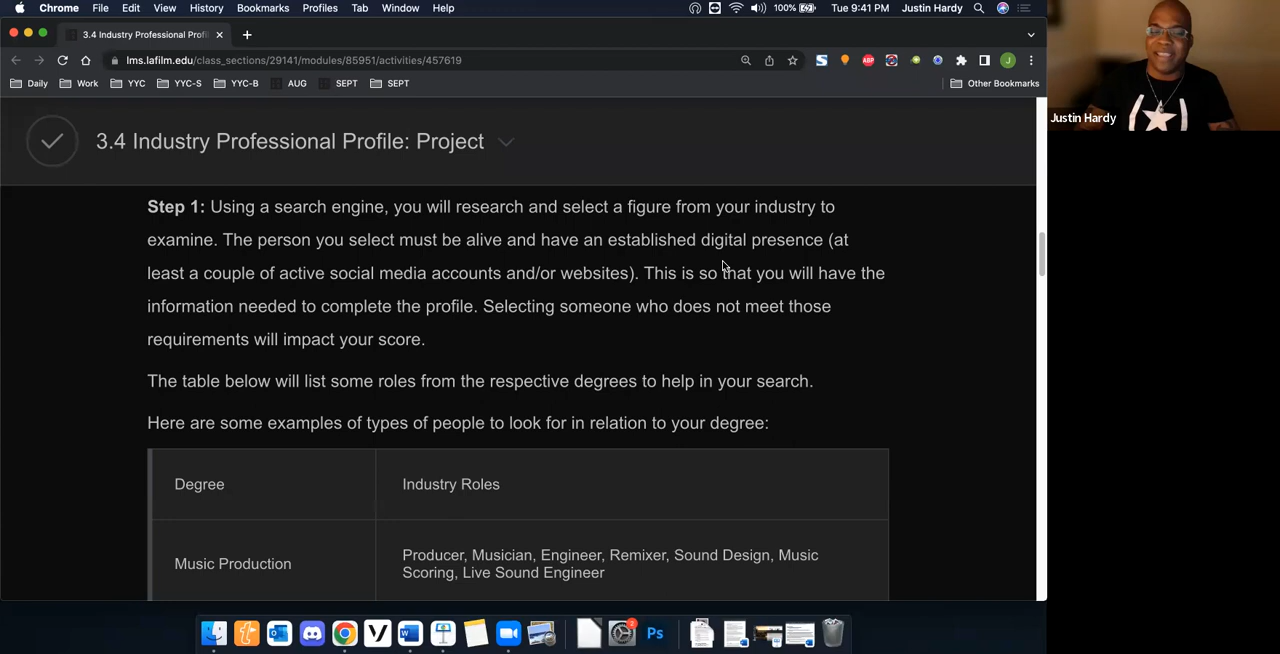 Chrome File Edit View History Bookmarks Profiles Tab Window Help 100% Tue 9:41 PM Justin Hardy
3.4 Industry Professional Profil
lms.lafilm.edu/class_sections/29141/modules/85951/activities/457619
ABP
J
Daily Work YYC YYC-S YYC-B AUG SEPT SEPT Other Bookmarks
Justin Hardy
3.4 Industry Professional Profile: Project
Step 1: Using a search engine, you will research and select a figure from your industry to
examine. The person you select must be alive and have an established digital presence (at
least a couple of active social media accounts and/or websites). This is so that you will have the
information needed to complete the profile. Selecting someone who does not meet those
requirements will impact your score.
The table below will list some roles from the respective degrees to help in your search.
Here are some examples of types of people to look for in relation to your degree:
Degree Industry Roles
Music Production
Producer, Musician, Engineer, Remixer, Sound Design, Music
Scoring, Live Sound Engineer
2
Ps